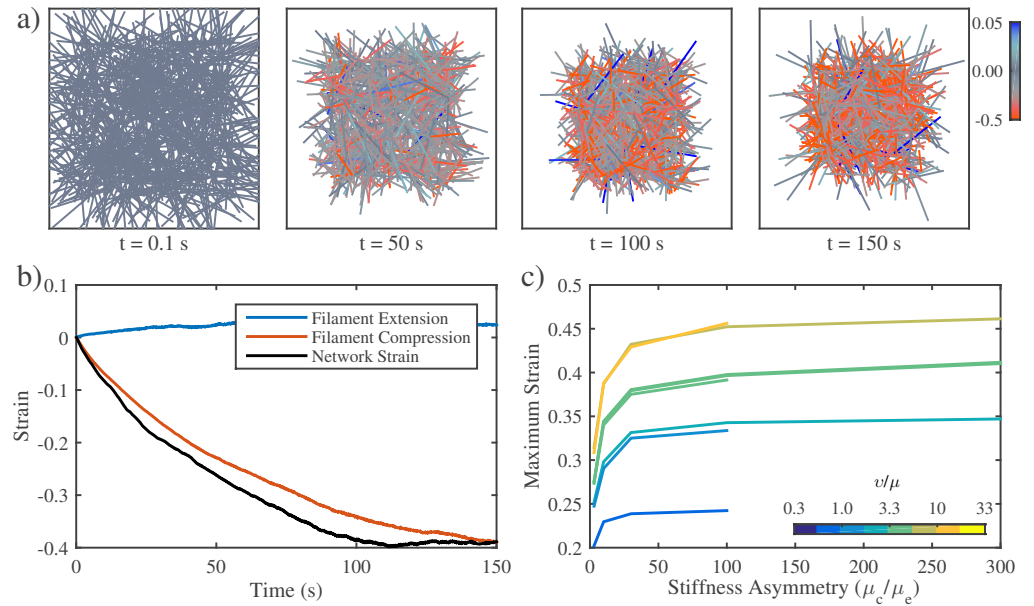 a)
0.05
0.00
-0.5
t = 0.1 s
t = 50 s
t = 100 s
t = 150 s
b)
0.1
0
-0.1
-0.2
-0.3
-0.4
Strain
Filament Extension
Filament Compression
Network Strain
0
50
100
150
Time (s)
c)
0.5
0.45
0.4
0.35
0.3
0.25
0.2
Maximum Strain
υ/μ
0.3 1.0 3.3 10 33
0 50 100 150 200 250 300
Stiffness Asymmetry (μc/μe)